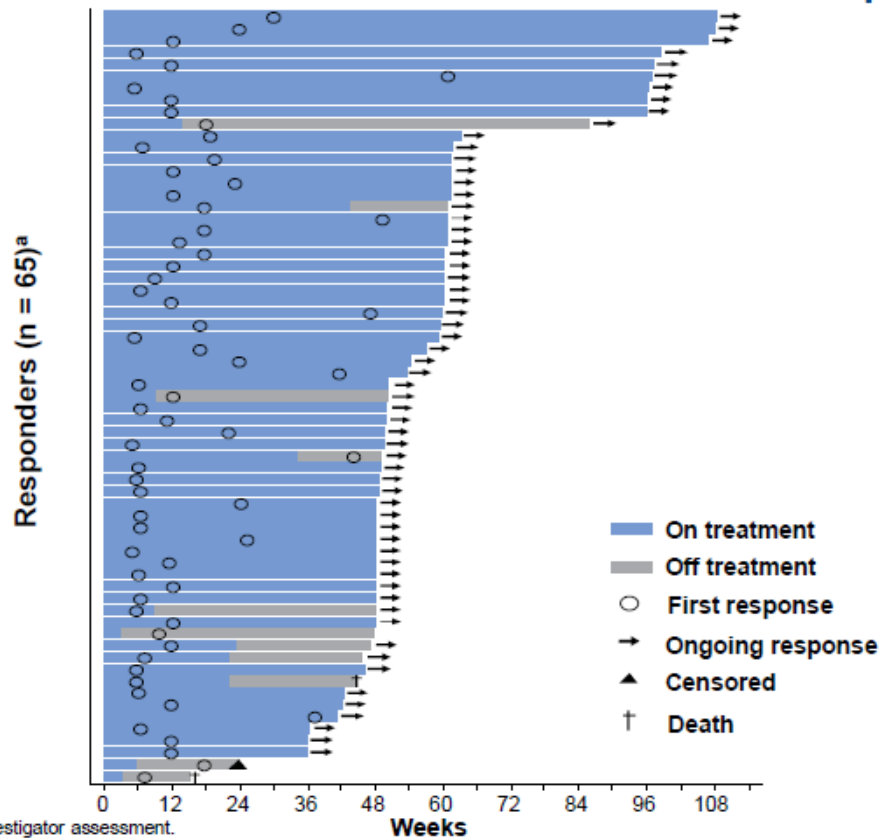 Responders (n = 65)ª
On treatment
Off treatment
First response
Ongoing response
Censored
Death
0 12 24 36 48 60 72 84 96 108
Weeks
assessment.